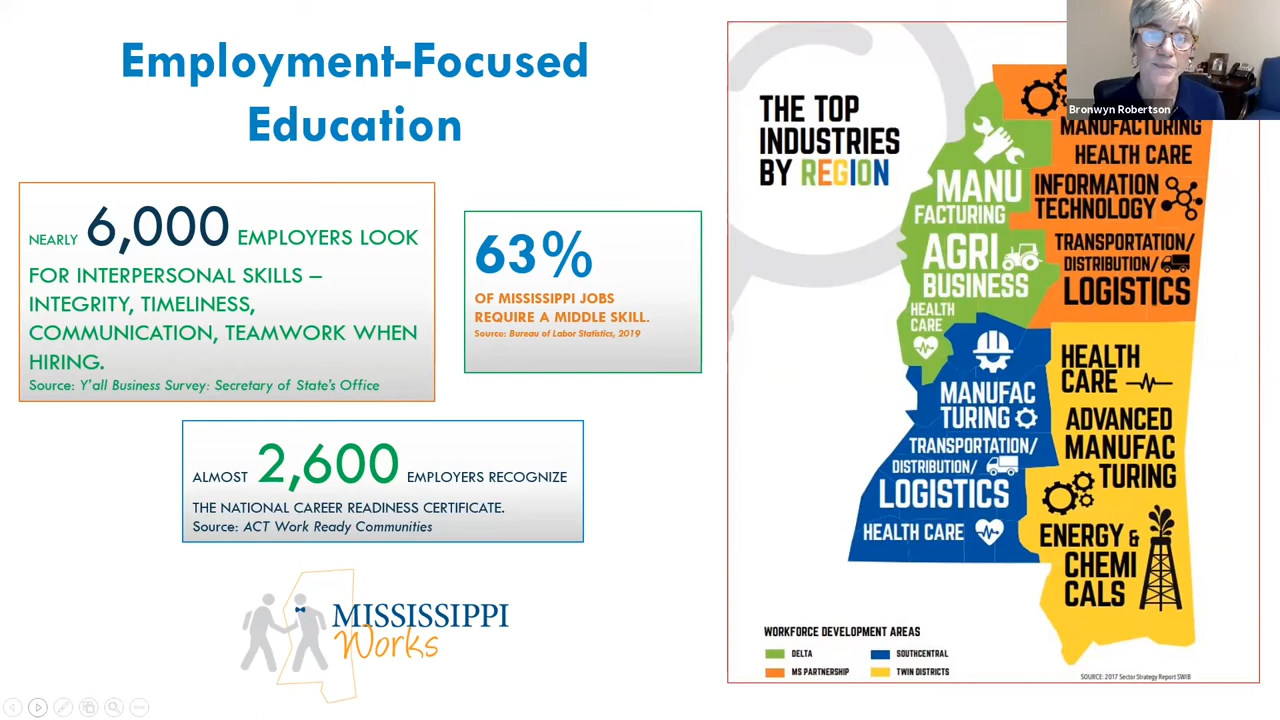 Employment-Focused
Education
NEARLY 6,000 EMPLOYERS LOOK
FOR INTERPERSONAL SKILLS –
INTEGRITY, TIMELINESS,
COMMUNICATION, TEAMWORK WHEN
HIRING.
Source: Y'all Business Survey: Secretary of State's Office
63%
OF MISSISSIPPI JOBS
REQUIRE A MIDDLE SKILL.
Source: Bureau of Labor Statistics, 2019
ALMOST 2,600 EMPLOYERS RECOGNIZE
THE NATIONAL CAREER READINESS CERTIFICATE.
Source: ACT Work Ready Communities
MISSISSIPPI
Works
THE TOP
INDUSTRIES
BY REGION
MANU
FACTURING
AGRI
BUSINESS
HEALTH
CARE
Bronwyn Robertson
MANUFACTURING
HEALTH CARE
INFORMATION
TECHNOLOGY
TRANSPORTATION/
DISTRIBUTION/
LOGISTICS
MANUFAC
TURING
TRANSPORTATION/
DISTRIBUTION/
LOGISTICS
HEALTH CARE
HEALTH
CARE
ADVANCED
MANUFAC
TURING
ENERGY &
CHEMI
CALS
WORKFORCE DEVELOPMENT AREAS
DELTA
SOUTHCENTRAL
MS PARTNERSHIP
TWIN DISTRICTS
SOURCE: 2017 Sector Strategy Report SWIB